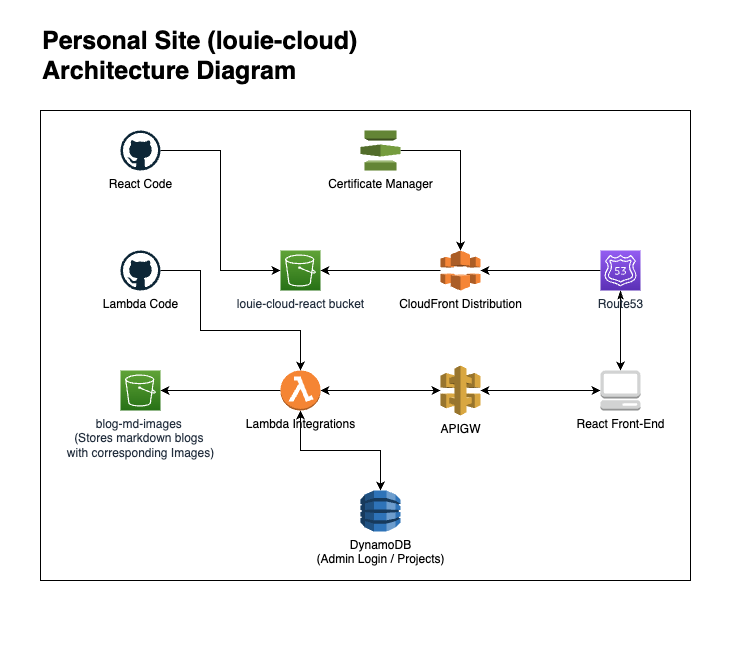 Personal Site (louie-cloud)
Architecture Diagram
React Code
Certificate Manager
Lambda Code
louie-cloud-react bucket
CloudFront Distribution
53
Route53
blog-md-images
(Stores markdown blogs
with corresponding Images)
Lambda Integrations
APIGW
React Front-End
DynamoDB
(Admin Login / Projects)